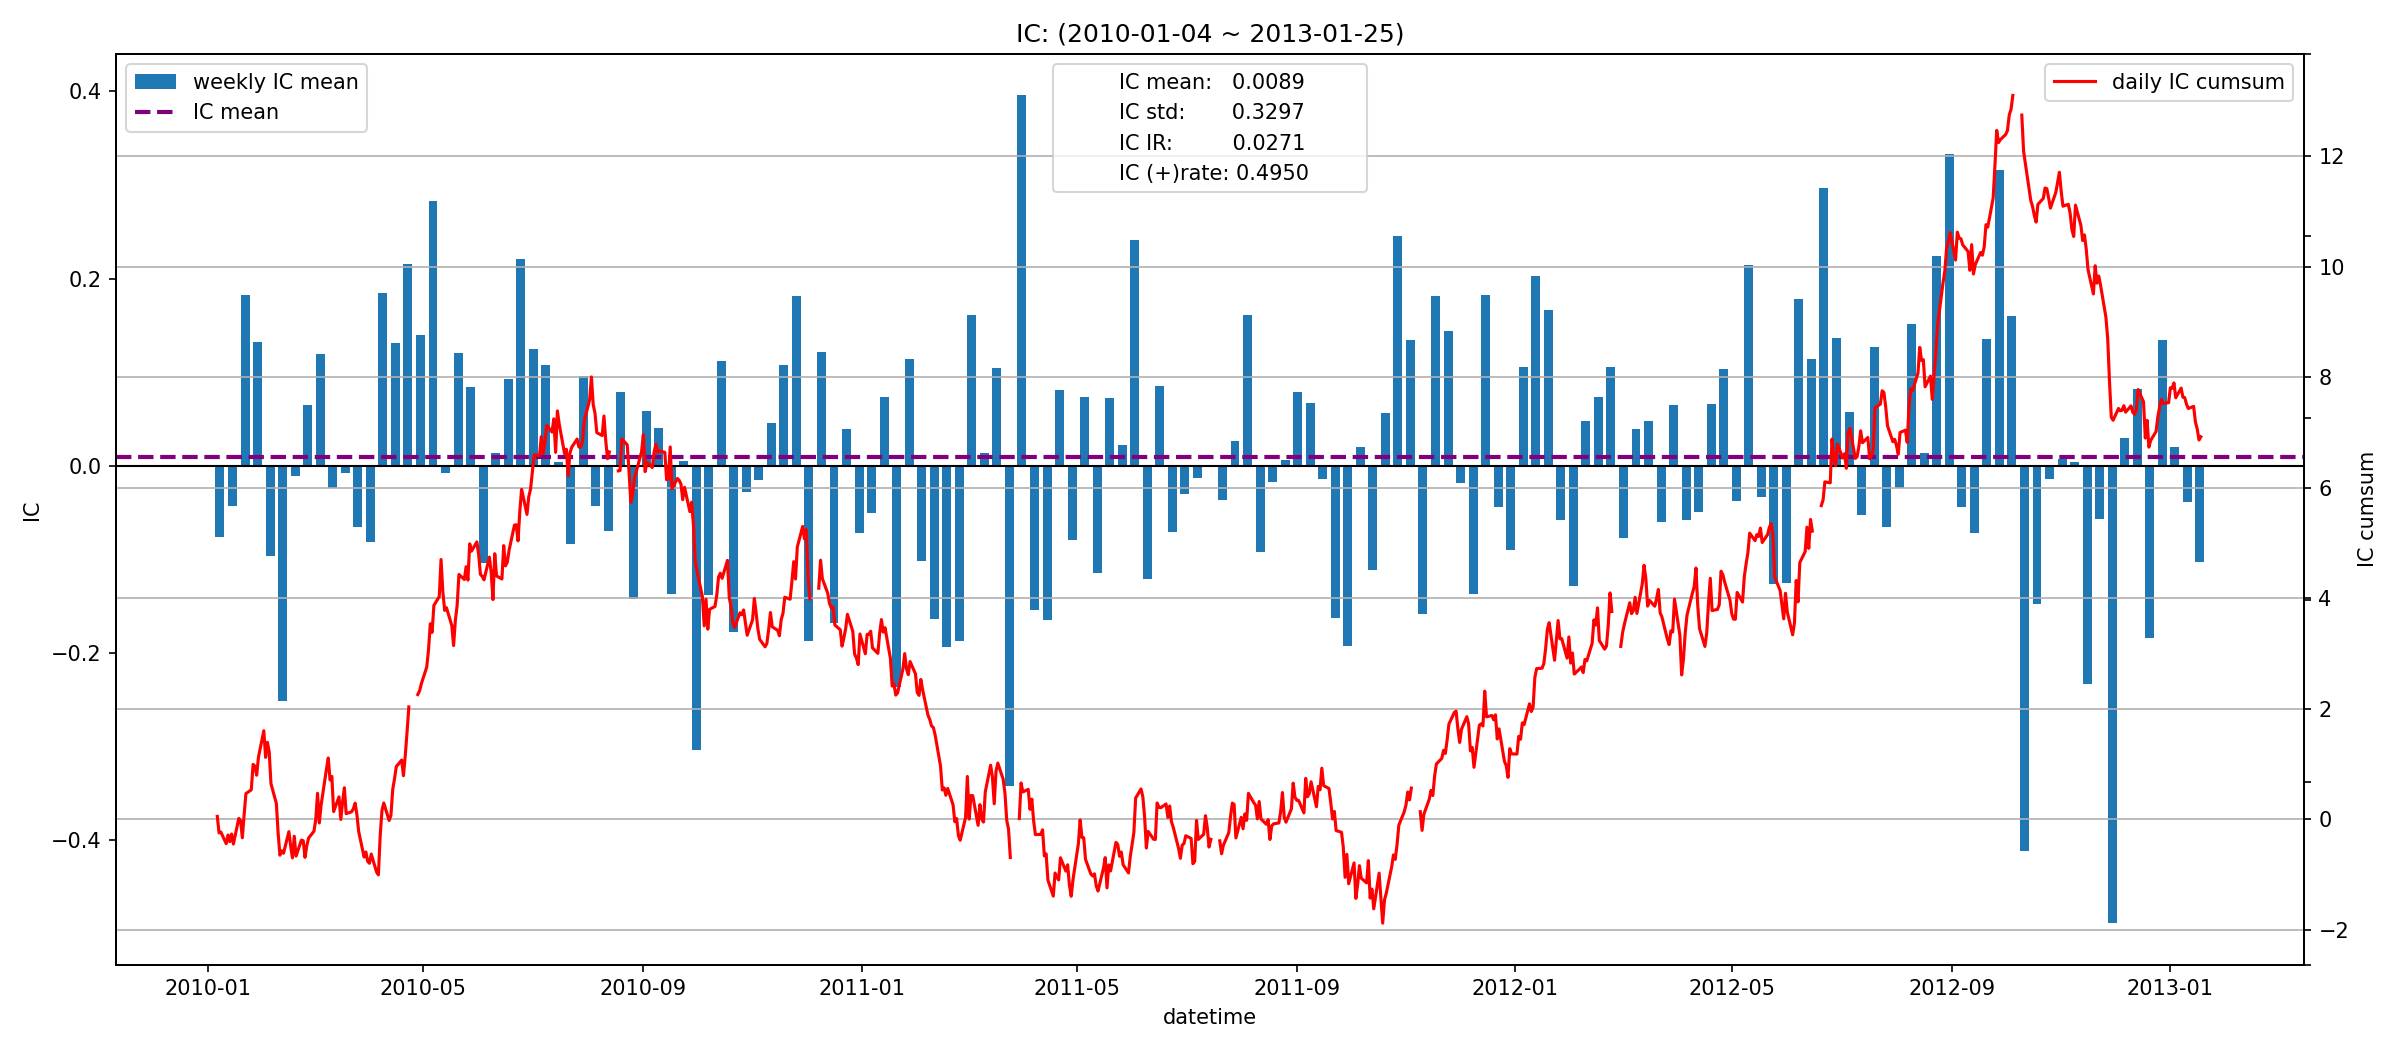 IC: (2010-01-04 ~ 2013-01-25)
weekly IC mean
IC mean
IC mean: 0.0089
IC std: 0.3297
IC IR: 0.0271
IC (+)rate: 0.4950
daily IC cumsum
0.4
0.2
0.0
−0.2
−0.4
IC
12
10
8
6
4
2
0
−2
IC cumsum
2010-01
2010-05
2010-09
2011-01
2011-05
2011-09
2012-01
2012-05
2012-09
2013-01
datetime